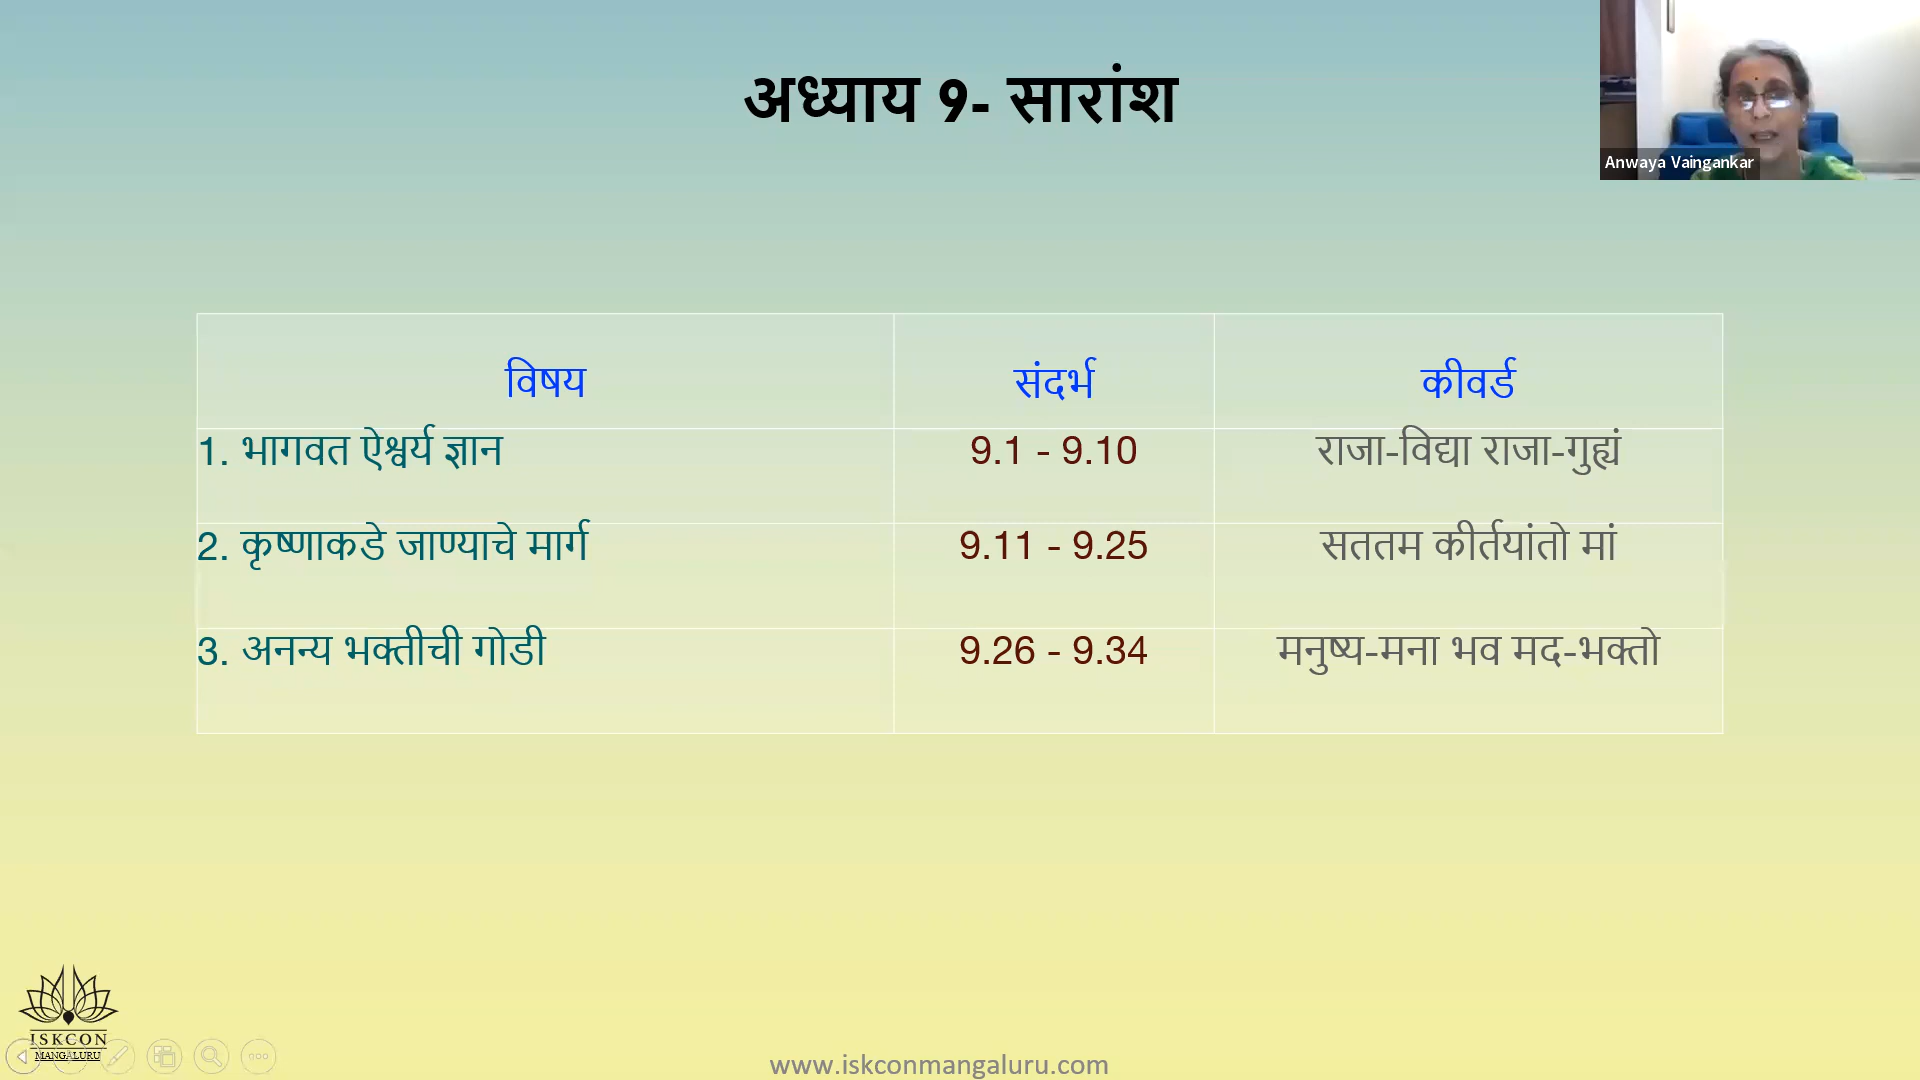 अध्याय 9- सारांश
Anwaya Vaingankar
विषय संदर्भ कीवर्ड
1. भागवत ऐश्वर्य ज्ञान 9.1 - 9.10 राजा-विद्या राजा-गुह्यं
2. कृष्णाकडे जाण्याचे मार्ग 9.11 - 9.25 सततम कीर्तयांतो मां
3. अनन्य भक्तीची गोडी 9.26 - 9.34 मनुष्य-मना भव मद-भक्तो
ISKCON
MANGALURU
www.iskconmangaluru.com